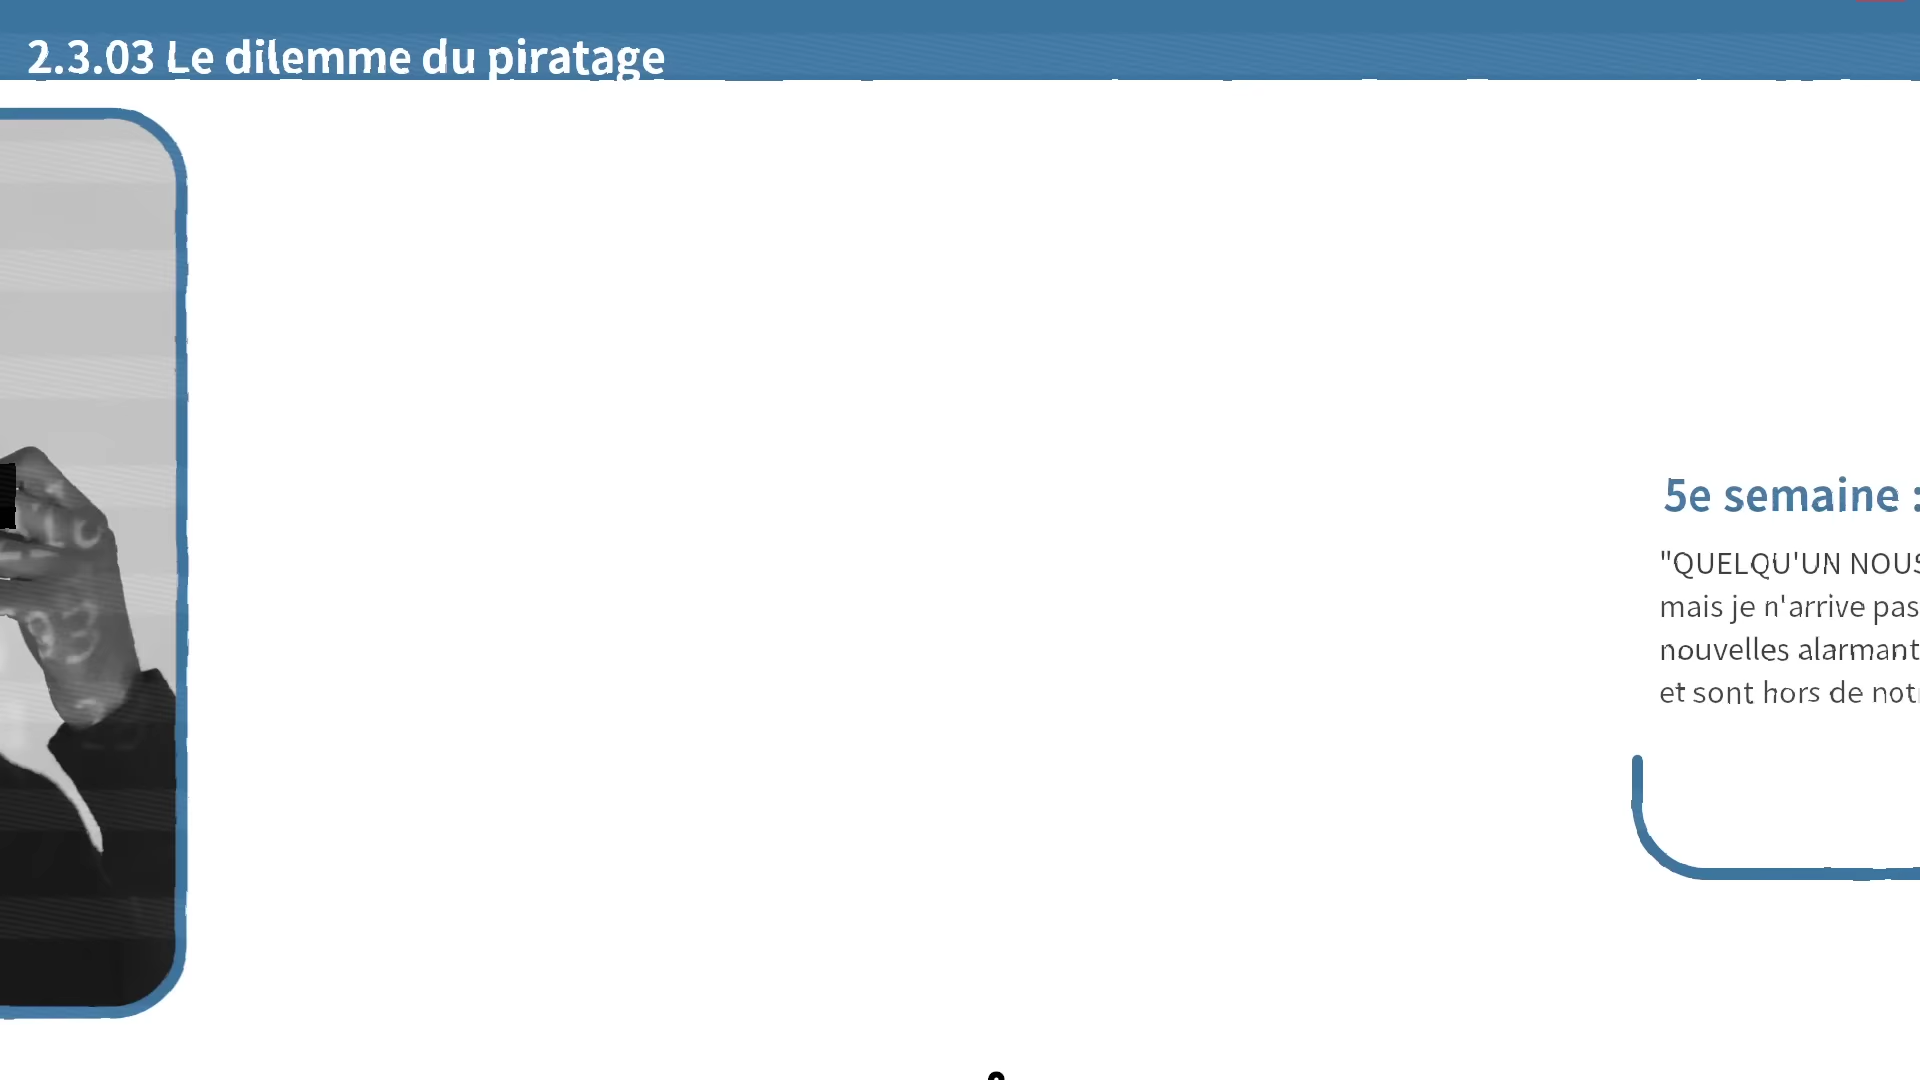 2.3.03 Le dilemme du piratage
5e semaine :
"QUELQU'UN NOUS
mais je n'arrive pas
nouvelles alarmant
et sont hors de